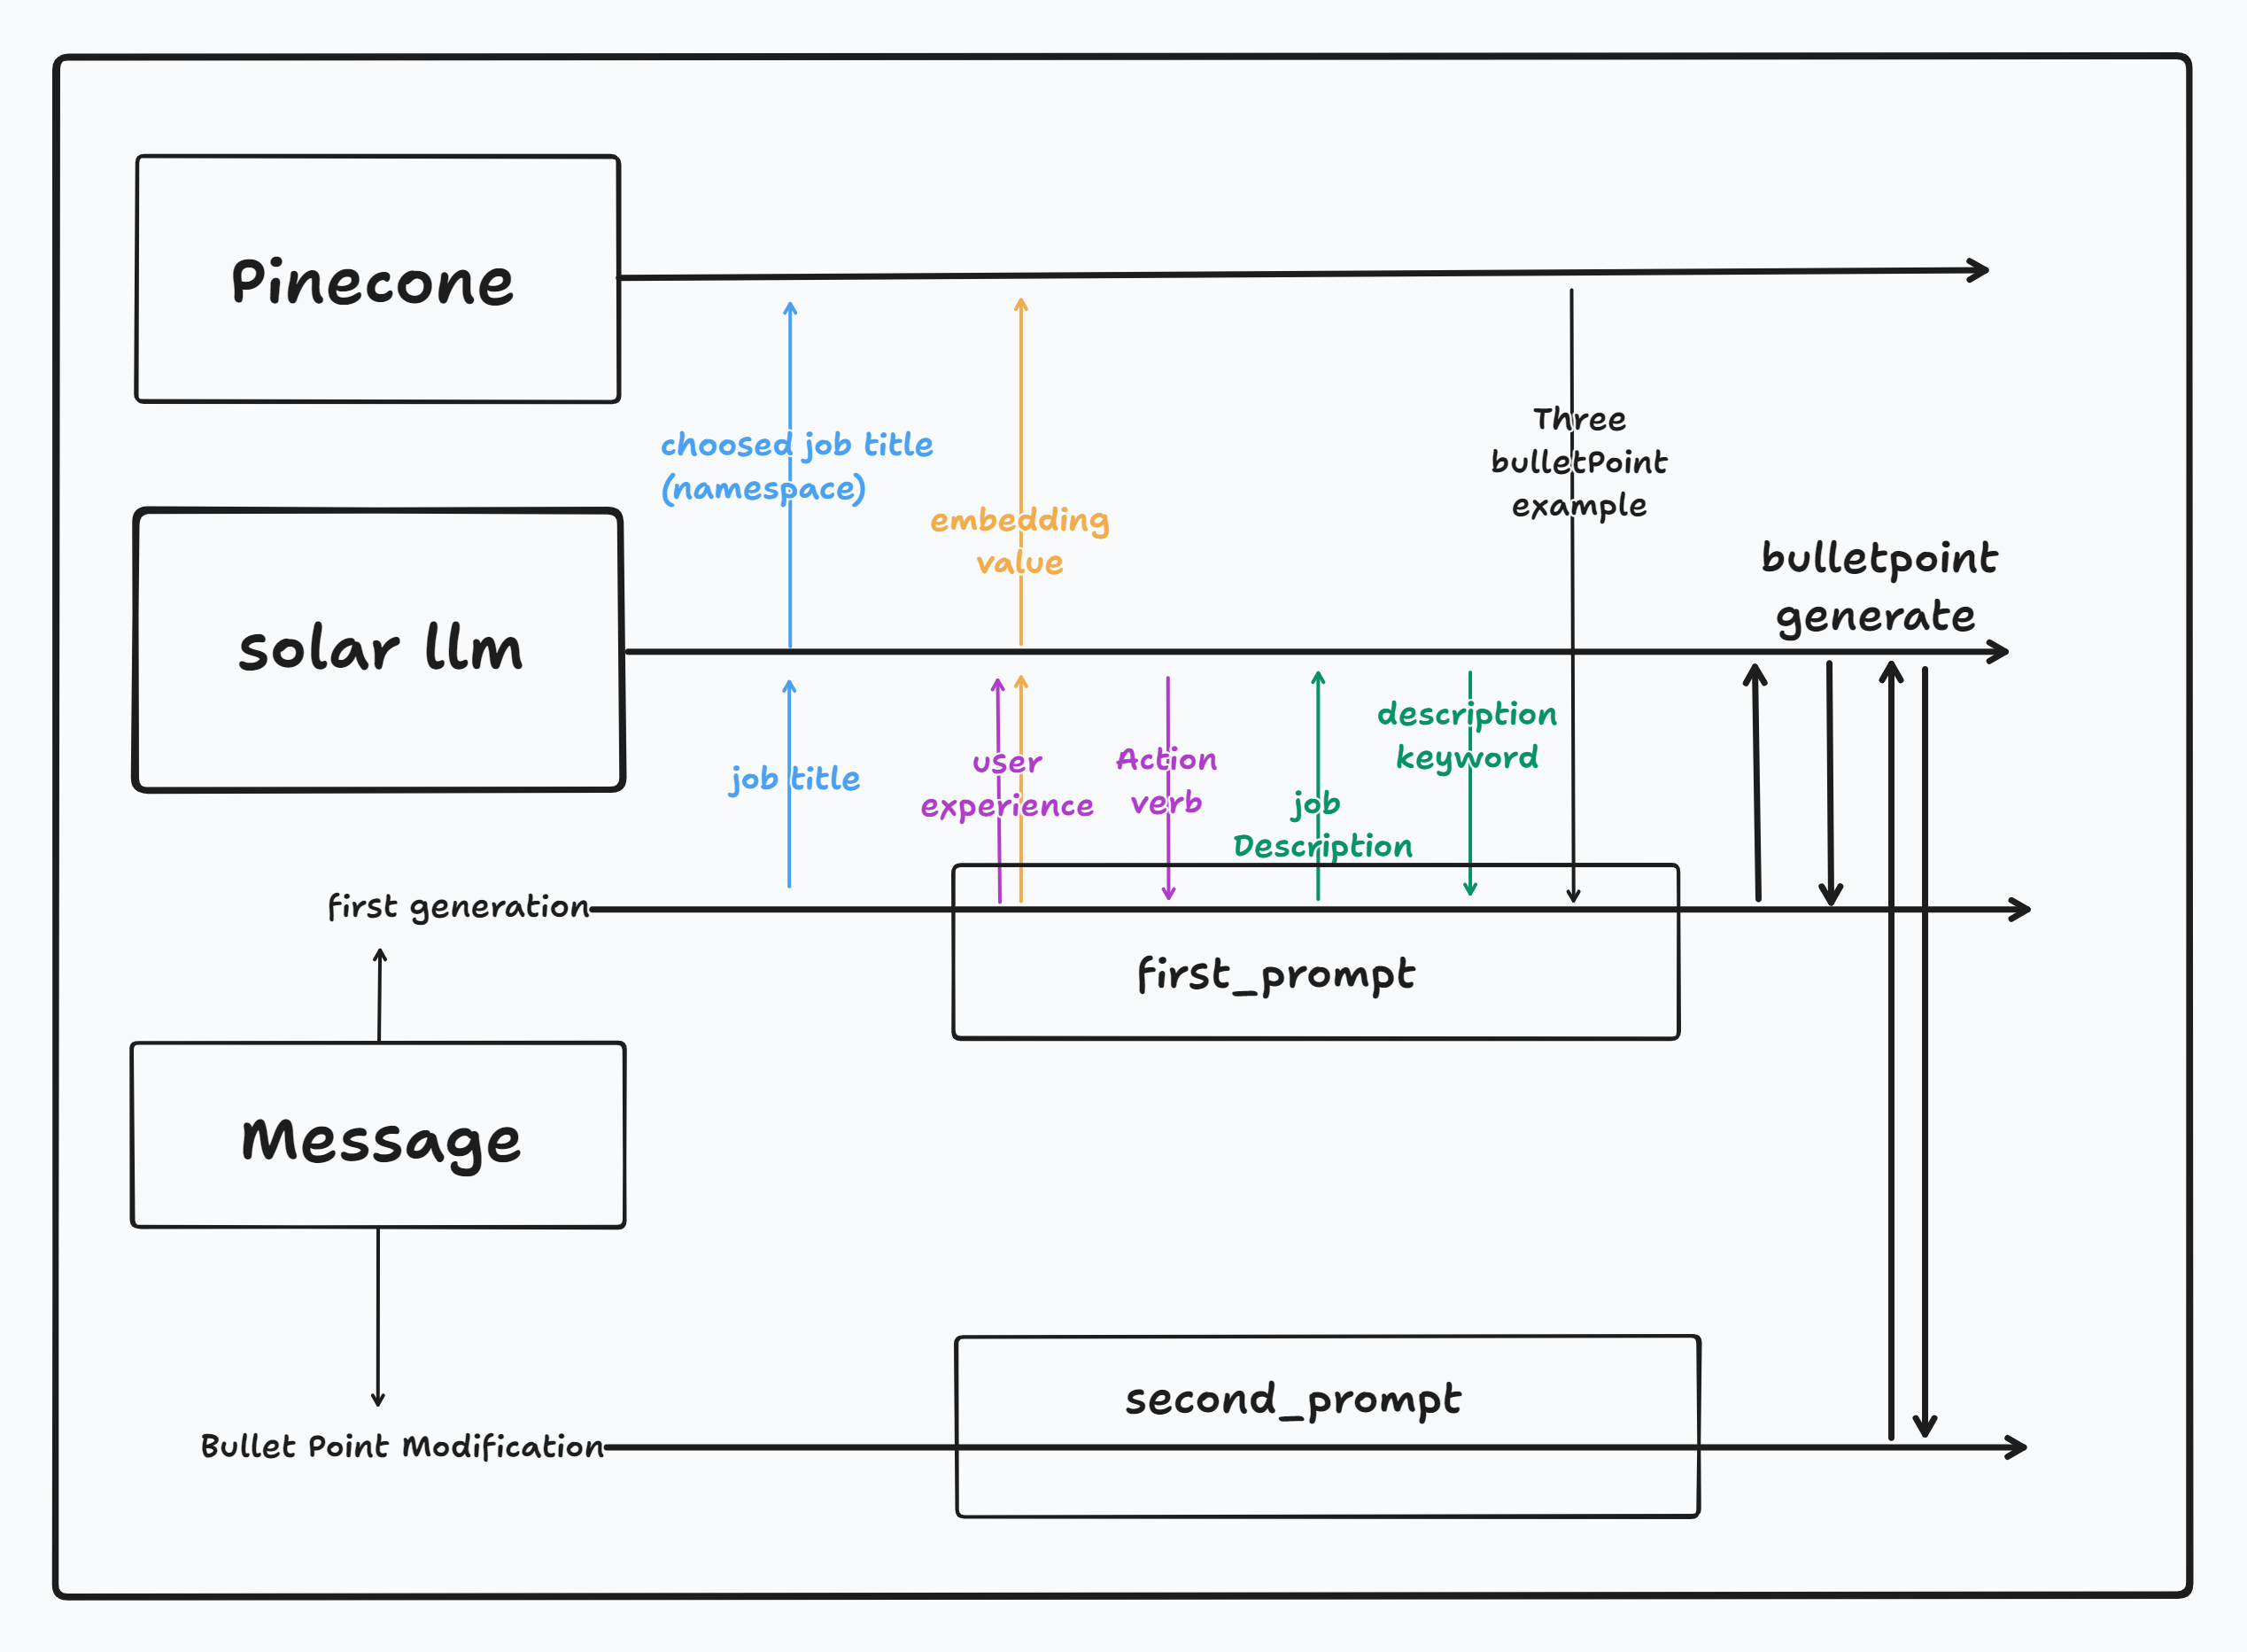 Pinecone
choosed job title
(namespace)
embedding
value
Three
bulletPoint
example
bulletpoint
generate
solar llm
job title
user
experience
Action
verb
job
Description
description
keyword
first generation
first_prompt
Message
second_prompt
Bullet Point Modification